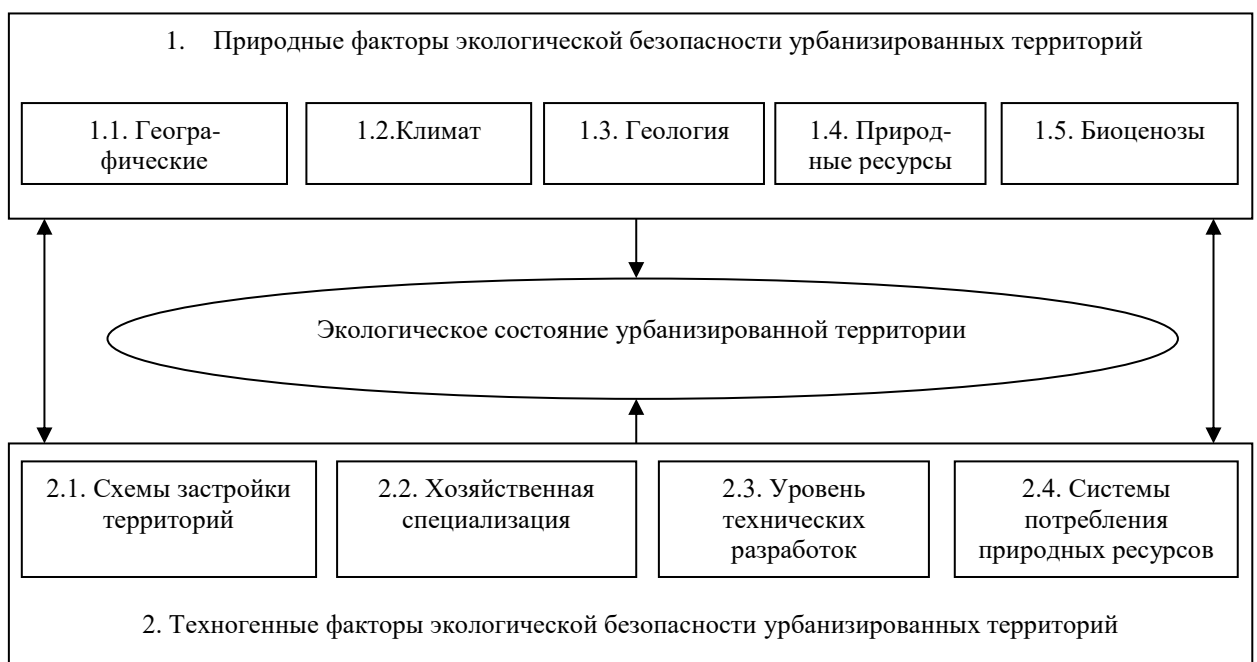 1. Природные факторы экологической безопасности урбанизированных территорий
1.1. Геогра-
фические
1.2.Климат
1.3. Геология
1.4. Природ-
ные ресурсы
1.5. Биоценозы
Экологическое состояние урбанизированной территории
2.1. Схемы застройки
территорий
2.2. Хозяйственная
специализация
2.3. Уровень
технических
разработок
2.4. Системы
потребления
природных ресурсов
2. Техногенные факторы экологической безопасности урбанизированных территорий